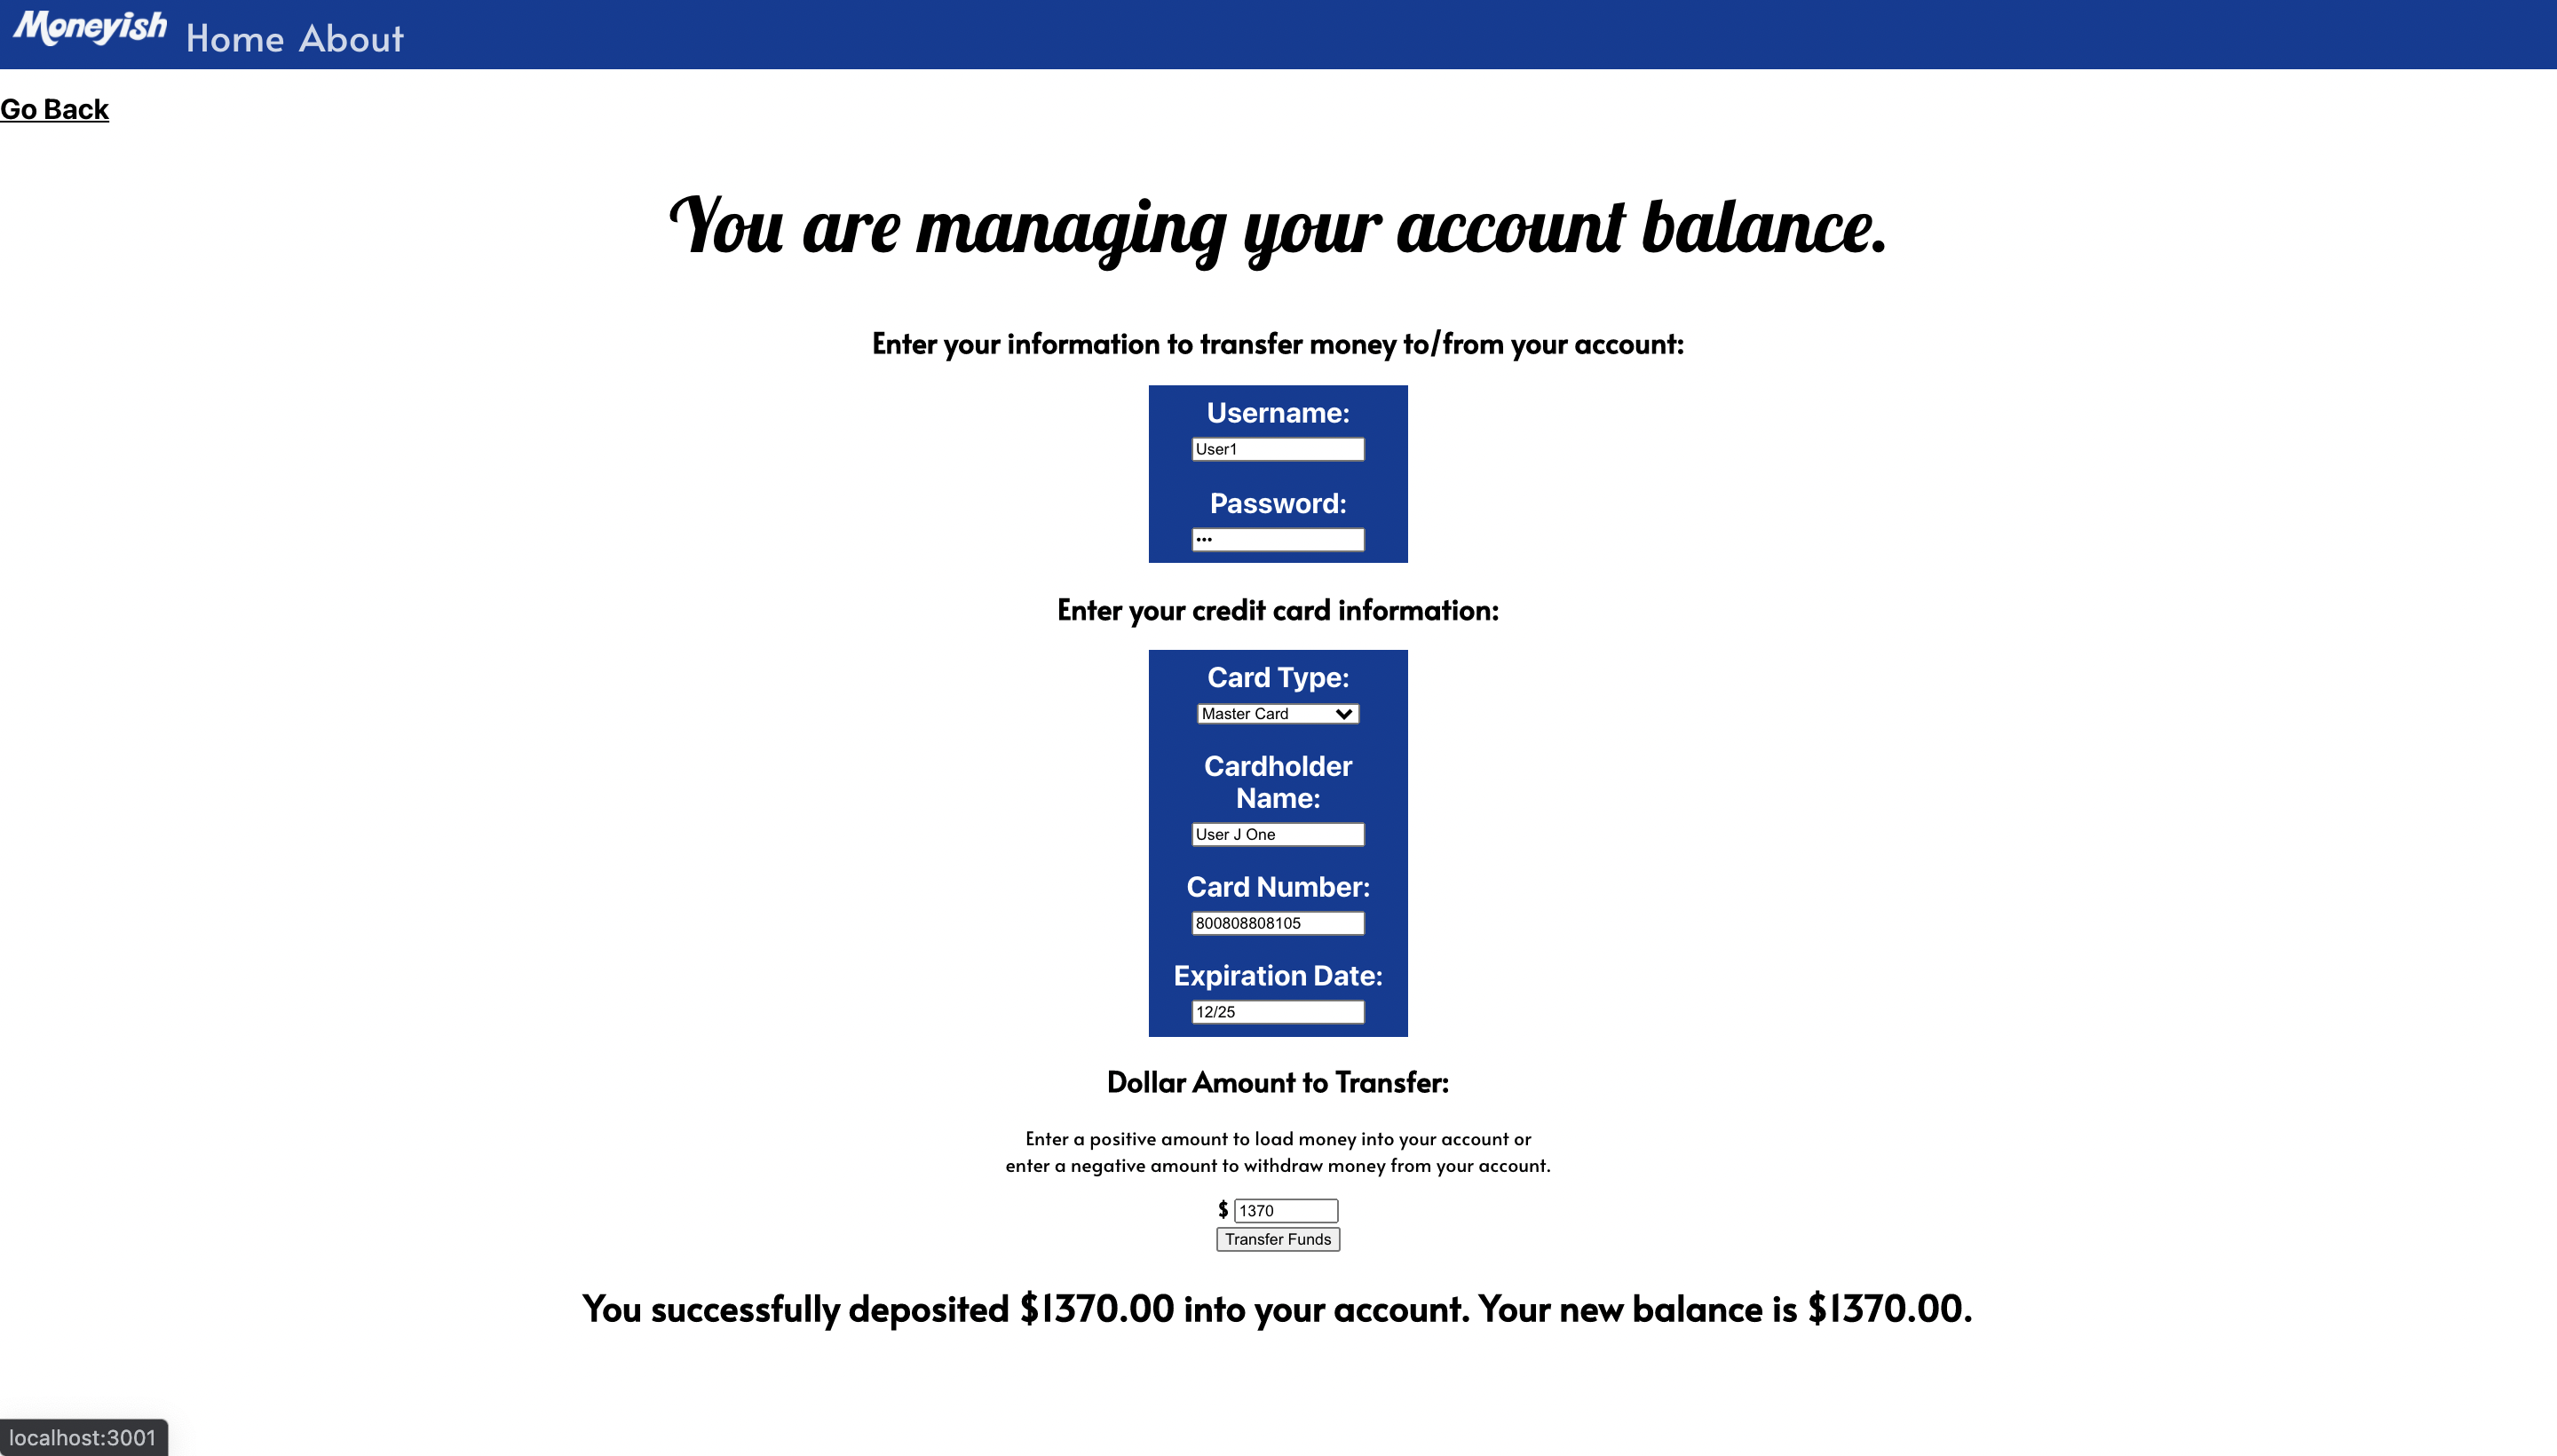 Moneyish Home About
Go Back
You are managing your account balance.
Enter your information to transfer money to/from your account:
Username:
User1
Password:
•••
Enter your credit card information:
Card Type:
Master Card
Cardholder
Name:
User J One
Card Number:
800808808105
Expiration Date:
12/25
Dollar Amount to Transfer:
Enter a positive amount to load money into your account or
enter a negative amount to withdraw money from your account.
$ 1370
Transfer Funds
You successfully deposited $1370.00 into your account. Your new balance is $1370.00.
localhost:3001